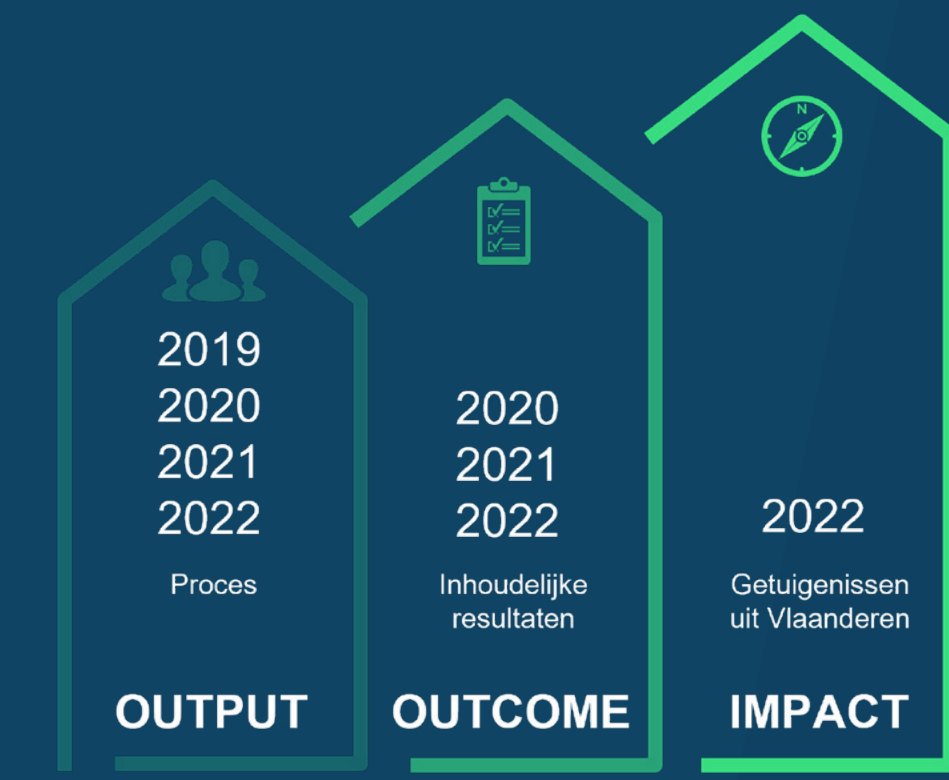 N
2019
2020
2021
2022
Proces
OUTPUT
2020
2021
2022
Inhoudelijke
resultaten
OUTCOME
2022
Getuigenissen
uit Vlaanderen
IMPACT